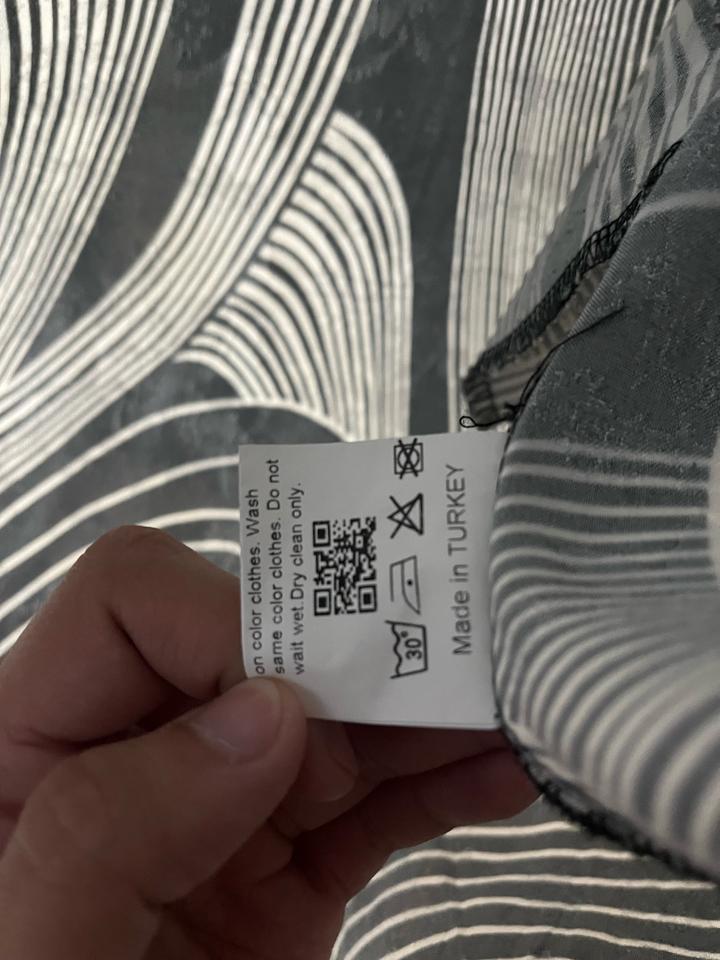 on color clothes. Wash
same color clothes. Do not
wait wet.Dry clean only.
30°
Made in TURKEY